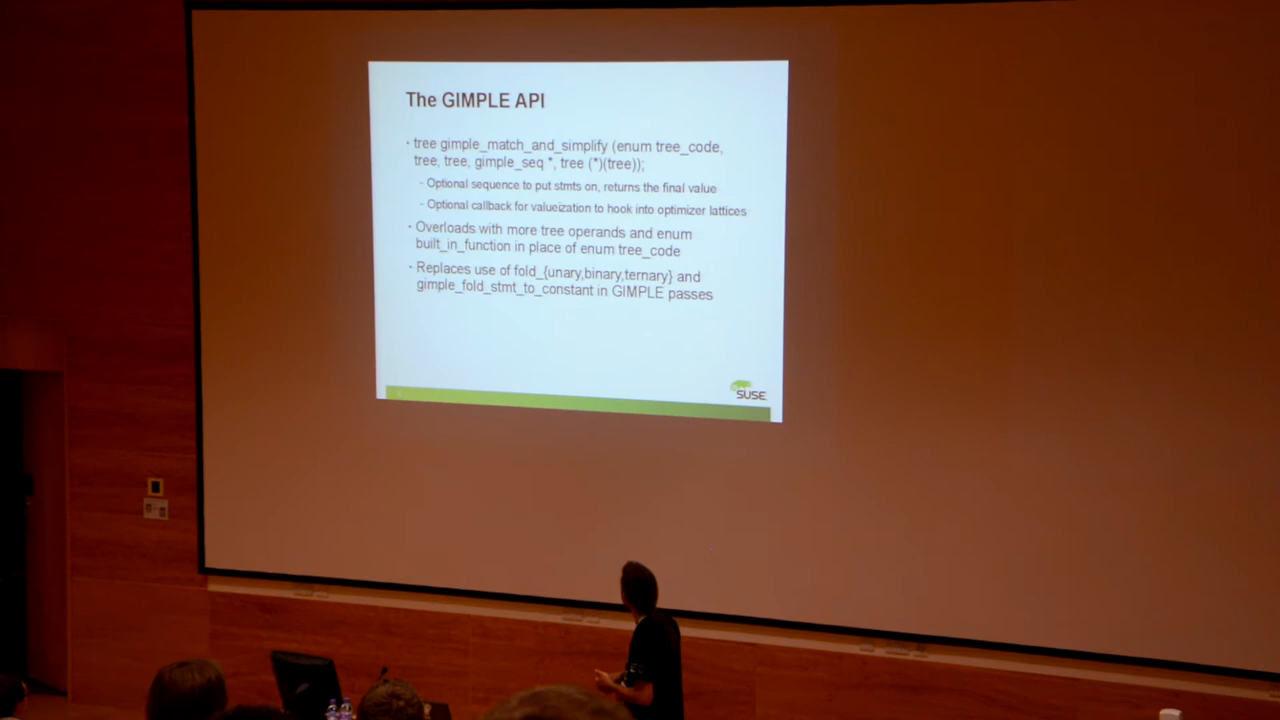 The GIMPLE API
· tree gimple_match_and_simplify (enum tree_code,
tree, tree, gimple_seq *, tree (*)(tree));
- Optional sequence to put stmts on, returns the final value
- Optional callback for valueization to hook into optimizer lattices
· Overloads with more tree operands and enum
built_in_function in place of enum tree_code
· Replaces use of fold_{unary,binary,ternary} and
gimple_fold_stmt_to_constant in GIMPLE passes
SUSE